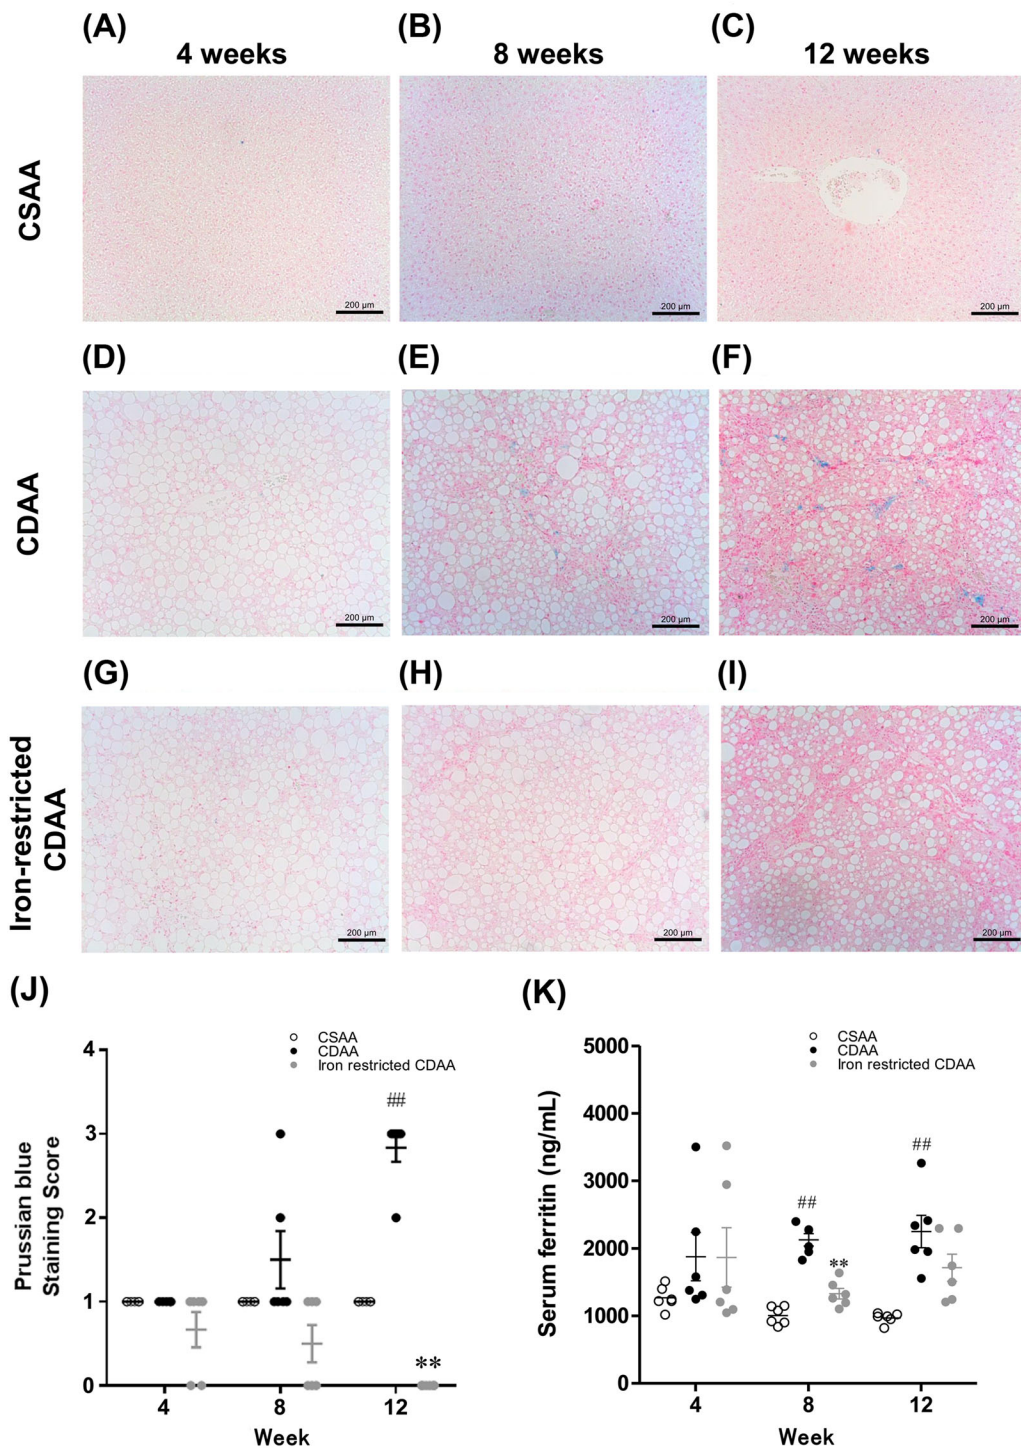 (A)
(B)
(C)
4 weeks
8 weeks
12 weeks
CSAA
200 µm
200 µm
200 µm
(D)
(E)
(F)
CDAA
200 µm
200 µm
200 µm
(G)
(H)
(I)
Iron-restricted
CDAA
200 µm
200 µm
200 µm
(J)
CSAA
CDAA
Iron restricted CDAA
Prussian blue
Staining Score
4
3
2
1
0
##
**
4
8
12
Week
(K)
CSAA
CDAA
Iron restricted CDAA
Serum ferritin (ng/mL)
5000
4000
3000
2000
1000
0
##
**
##
4
8
12
Week